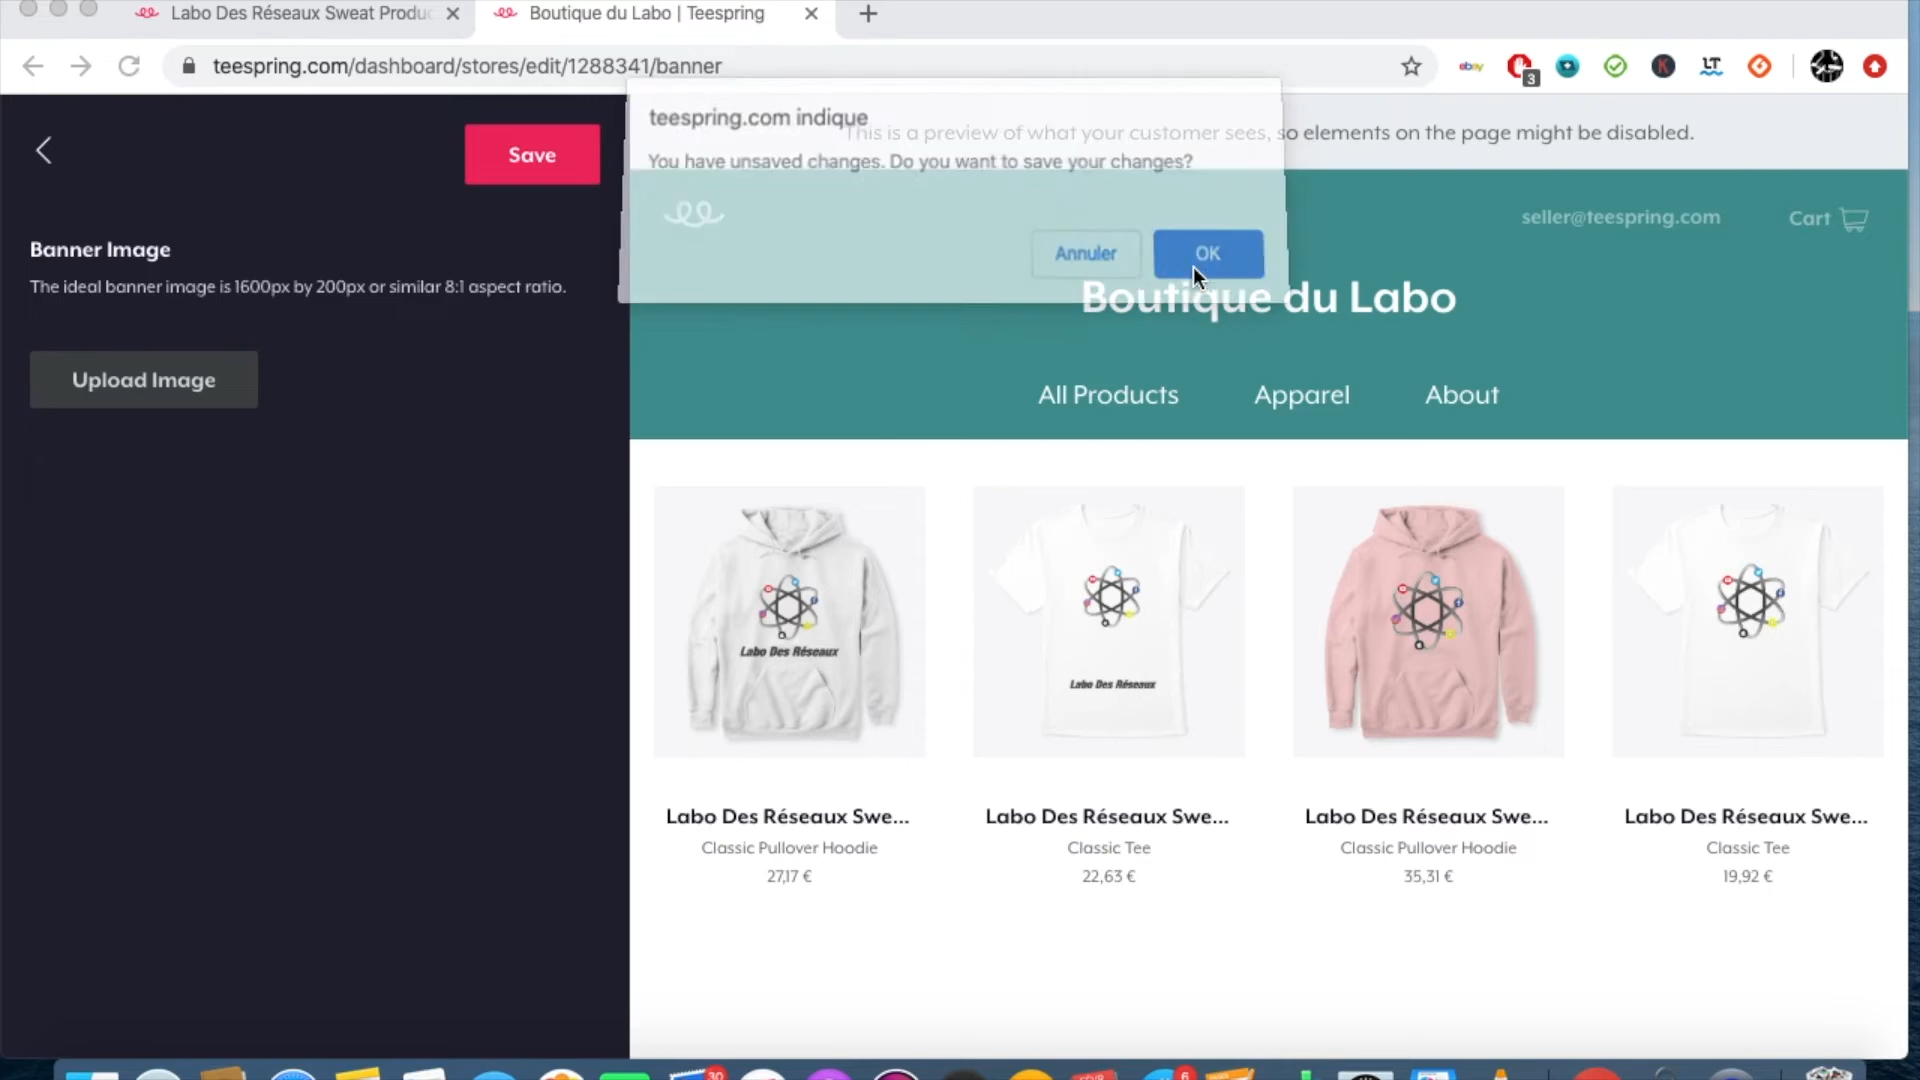 Labo Des Réseaux Sweat Produc
Boutique du Labo | Teespring
teespring.com/dashboard/stores/edit/1288341/banner
ebay
3
K
LT
teespring.com indique
This is a preview of what your customer sees, so elements on the page might be disabled.
You have unsaved changes. Do you want to save your changes?
Save
seller@teespring.com
Cart
Annuler
OK
Banner Image
The ideal banner image is 1600px by 200px or similar 8:1 aspect ratio.
Boutique du Labo
Upload Image
All Products
Apparel
About
Labo Des Réseaux
Labo Des Réseaux
Labo Des Réseaux Swe...
Labo Des Réseaux Swe...
Labo Des Réseaux Swe...
Labo Des Réseaux Swe...
Classic Pullover Hoodie
Classic Tee
Classic Pullover Hoodie
Classic Tee
27,17 €
22,63 €
35,31 €
19,92 €
30
6